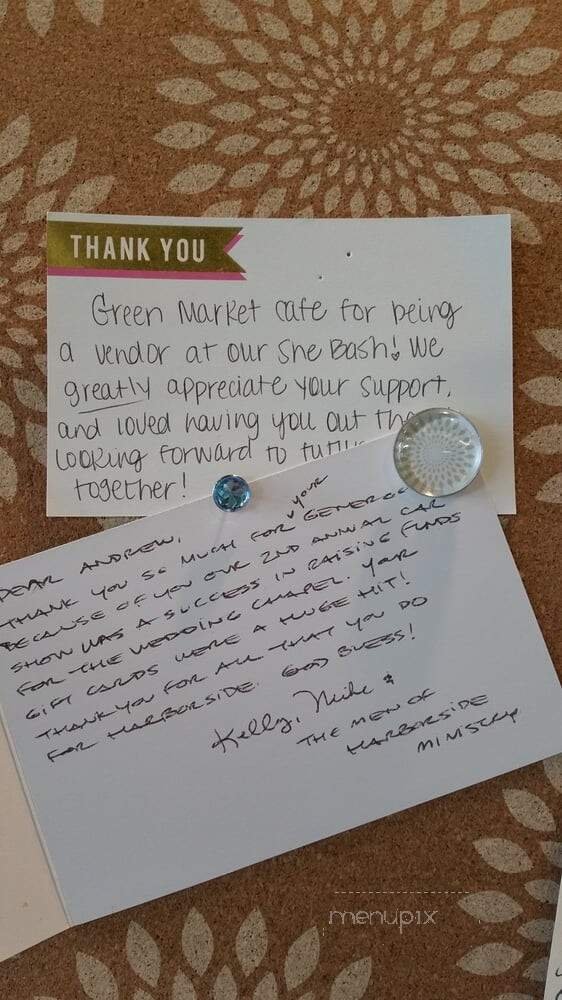 THANK YOU
Green Market Cafe for being
a vendor at our She Bash! We
greatly appreciate your support,
and loved having you out
looking forward to
together!
DEAR ANDREW,
THANK YOU SO MUCH FOR YOUR
BECAUSE OF YOU OUR 2ND ANNUAL CAR
SHOW WAS A SUCCESS IN RAISING FUNDS
FOR THE WEDDING CHAPEL. YOUR
GIFT CARDS WERE A HUGE HIT!
THANK YOU FOR ALL THAT YOU DO
FOR HARBORSIDE. GOD BLESS!
Kelly, Mike &
THE MEN OF
HARBORSIDE
MINISTRY
menupix